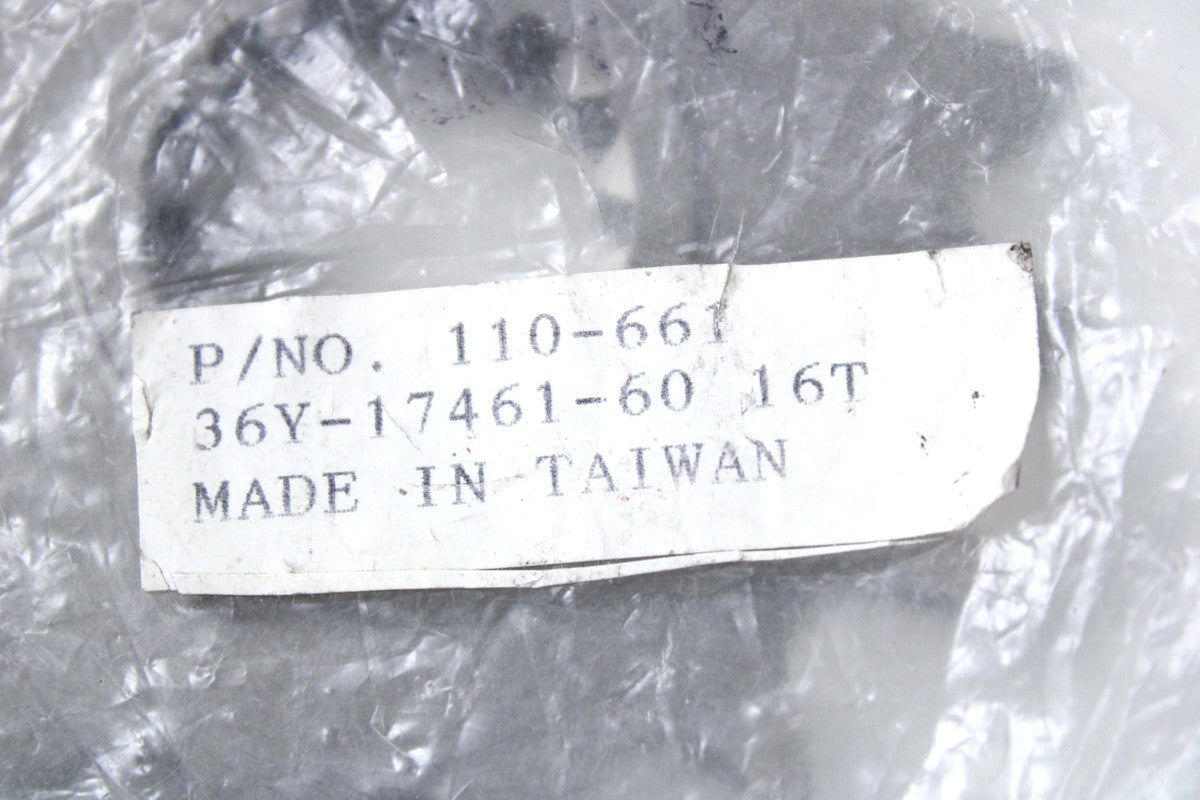 P/NO. 110-661
36Y-17461-60 16T
MADE IN TAIWAN